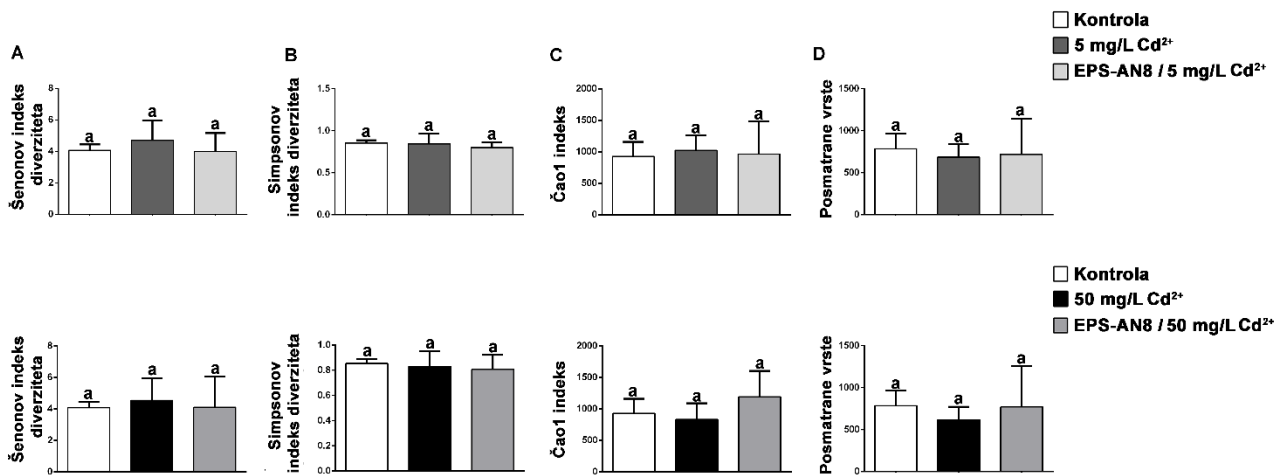 Kontrola
5 mg/L Cd²⁺
EPS-AN8 / 5 mg/L Cd²⁺
A
Šenonov indeks
diverziteta
8
6
4
2
0
a
a
a
B
Simpsonov
indeks diverziteta
1.5
1.0
0.5
0.0
a
a
a
C
Čao1 indeks
2000
1500
1000
500
0
a
a
a
D
Posmatrane vrste
1500
1000
500
0
a
a
a
Kontrola
50 mg/L Cd²⁺
EPS-AN8 / 50 mg/L Cd²⁺
Šenonov indeks
diverziteta
8
6
4
2
0
a
a
a
Simpsonov
indeks diverziteta
1.0
0.8
0.6
0.4
0.2
0.0
a
a
a
Čao1 indeks
2000
1500
1000
500
0
a
a
a
Posmatrane vrste
1500
1000
500
0
a
a
a